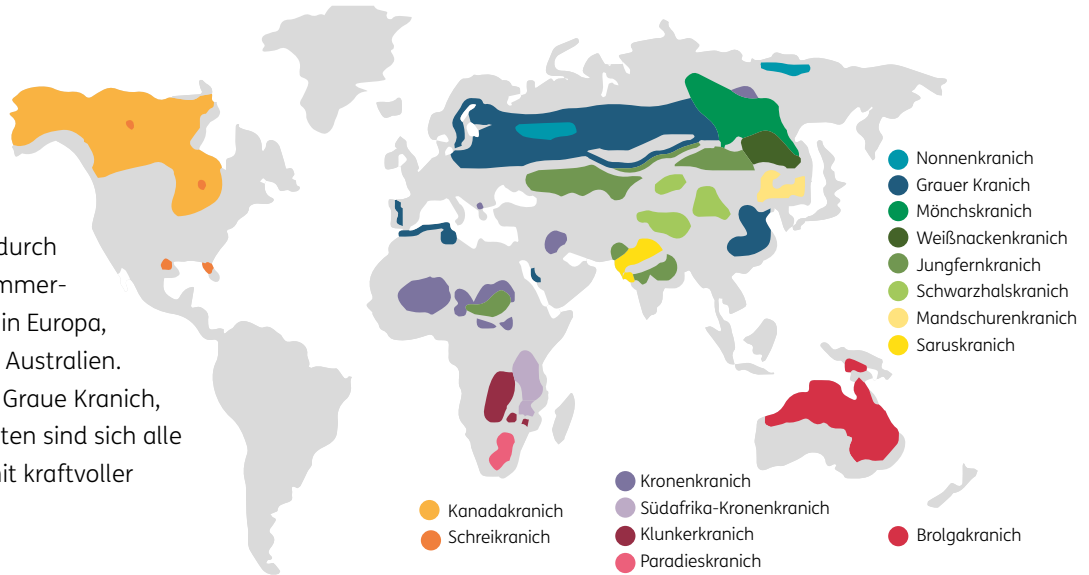 durch
mmer-
in Europa,
Australien.
Graue Kranich,
ten sind sich alle
nit kraftvoller
Nonnenkranich
Grauer Kranich
Mönchskranich
Weißnackenkranich
Jungfernkranich
Schwarzhalskranich
Mandschurenkranich
Saruskranich
Kanadakranich
Schreikranich
Kronenkranich
Südafrika-Kronenkranich
Klunkerkranich
Paradieskranich
Brolgakranich